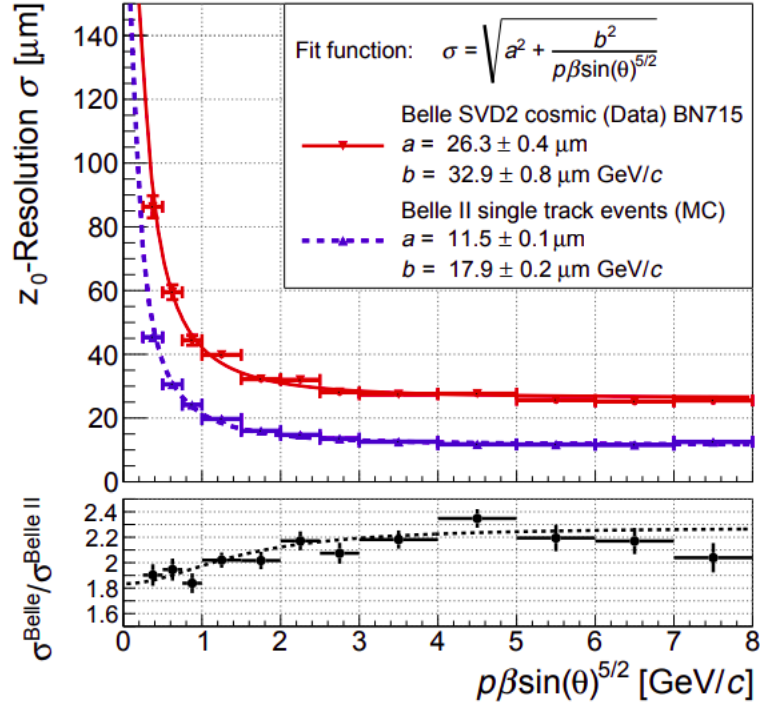 z₀-Resolution σ [μm]
140
120
100
80
60
40
20
0
Fit function: σ = √(a² + b²/(pβsin(θ)^5/2))
Belle SVD2 cosmic (Data) BN715
a = 26.3 ± 0.4 μm
b = 32.9 ± 0.8 μm GeV/c
Belle II single track events (MC)
a = 11.5 ± 0.1 μm
b = 17.9 ± 0.2 μm GeV/c
σ^Belle/σ^Belle II
2.4
2.2
2
1.8
1.6
0 1 2 3 4 5 6 7 8
pβsin(θ)^5/2 [GeV/c]